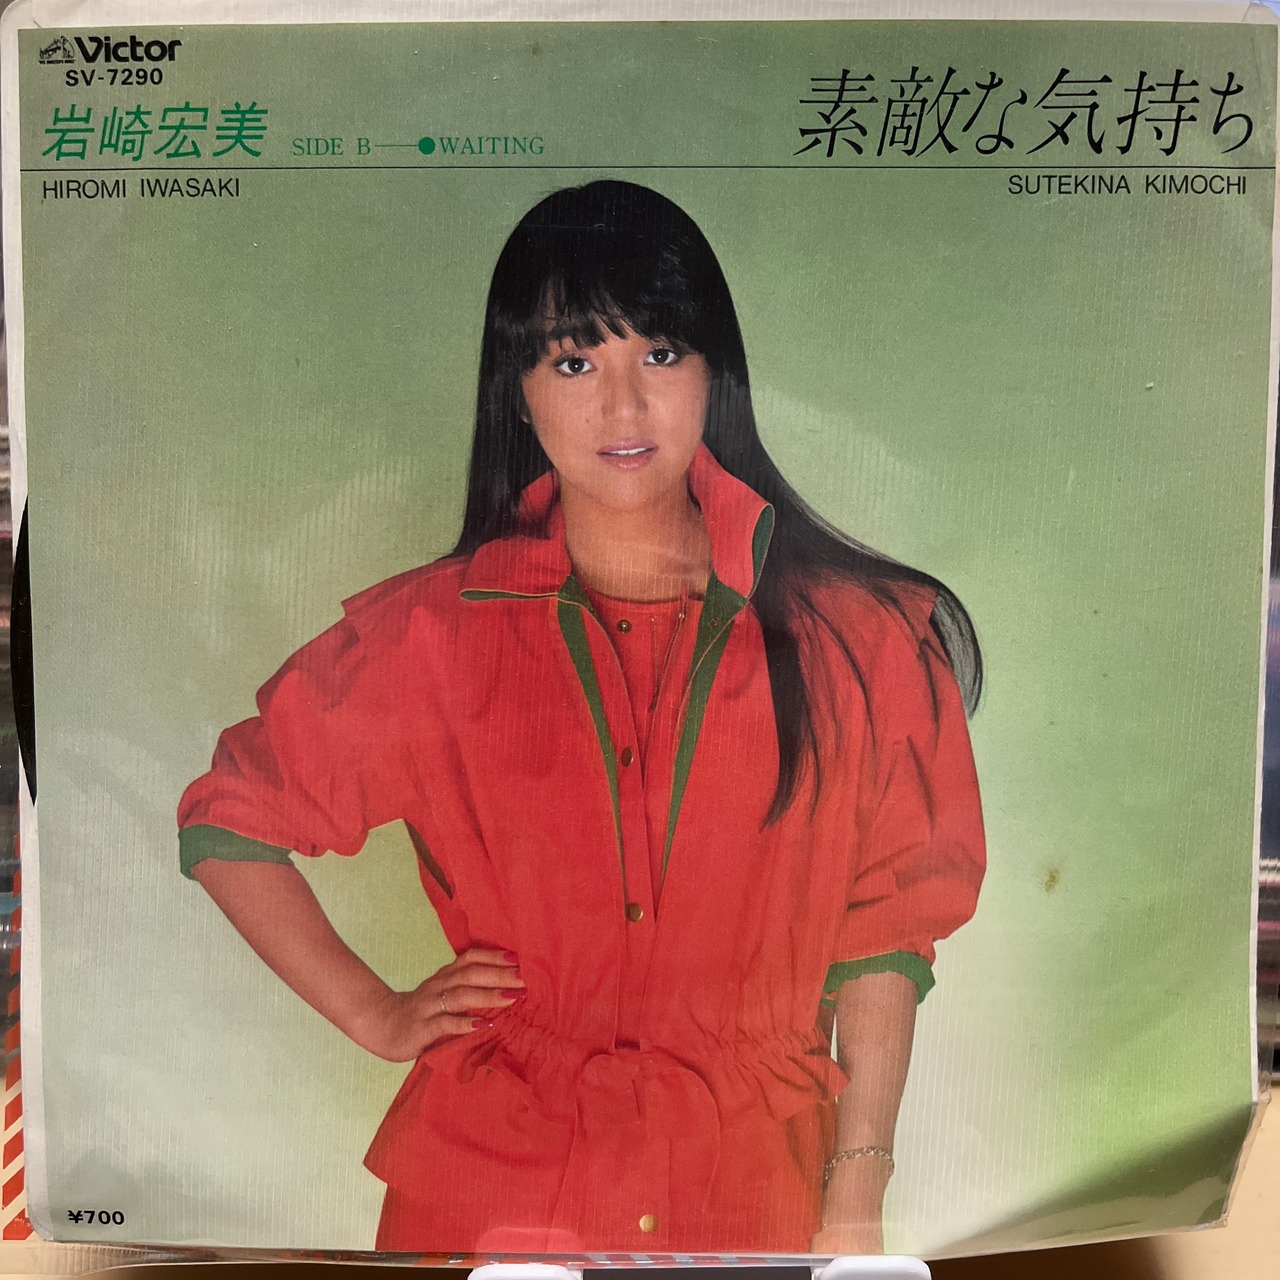 Victor
SV-7290
岩崎宏美 SIDE B―●WAITING
素敵な気持ち
HIROMI IWASAKI
SUTEKINA KIMOCHI
¥700